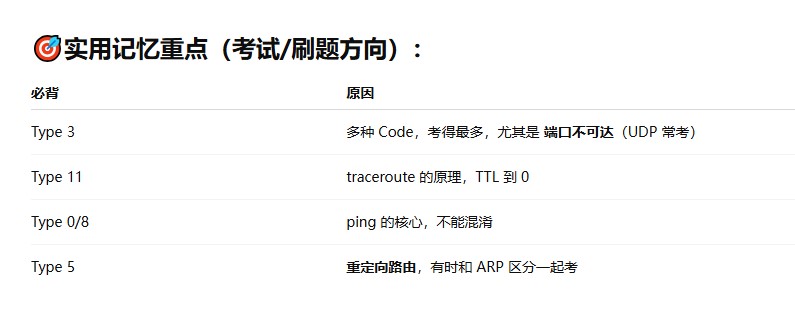 🎯实用记忆重点（考试/刷题方向）：
必背 原因
Type 3 多种 Code，考得最多，尤其是 端口不可达（UDP 常考）
Type 11 traceroute 的原理，TTL 到 0
Type 0/8 ping 的核心，不能混淆
Type 5 重定向路由，有时和 ARP 区分一起考